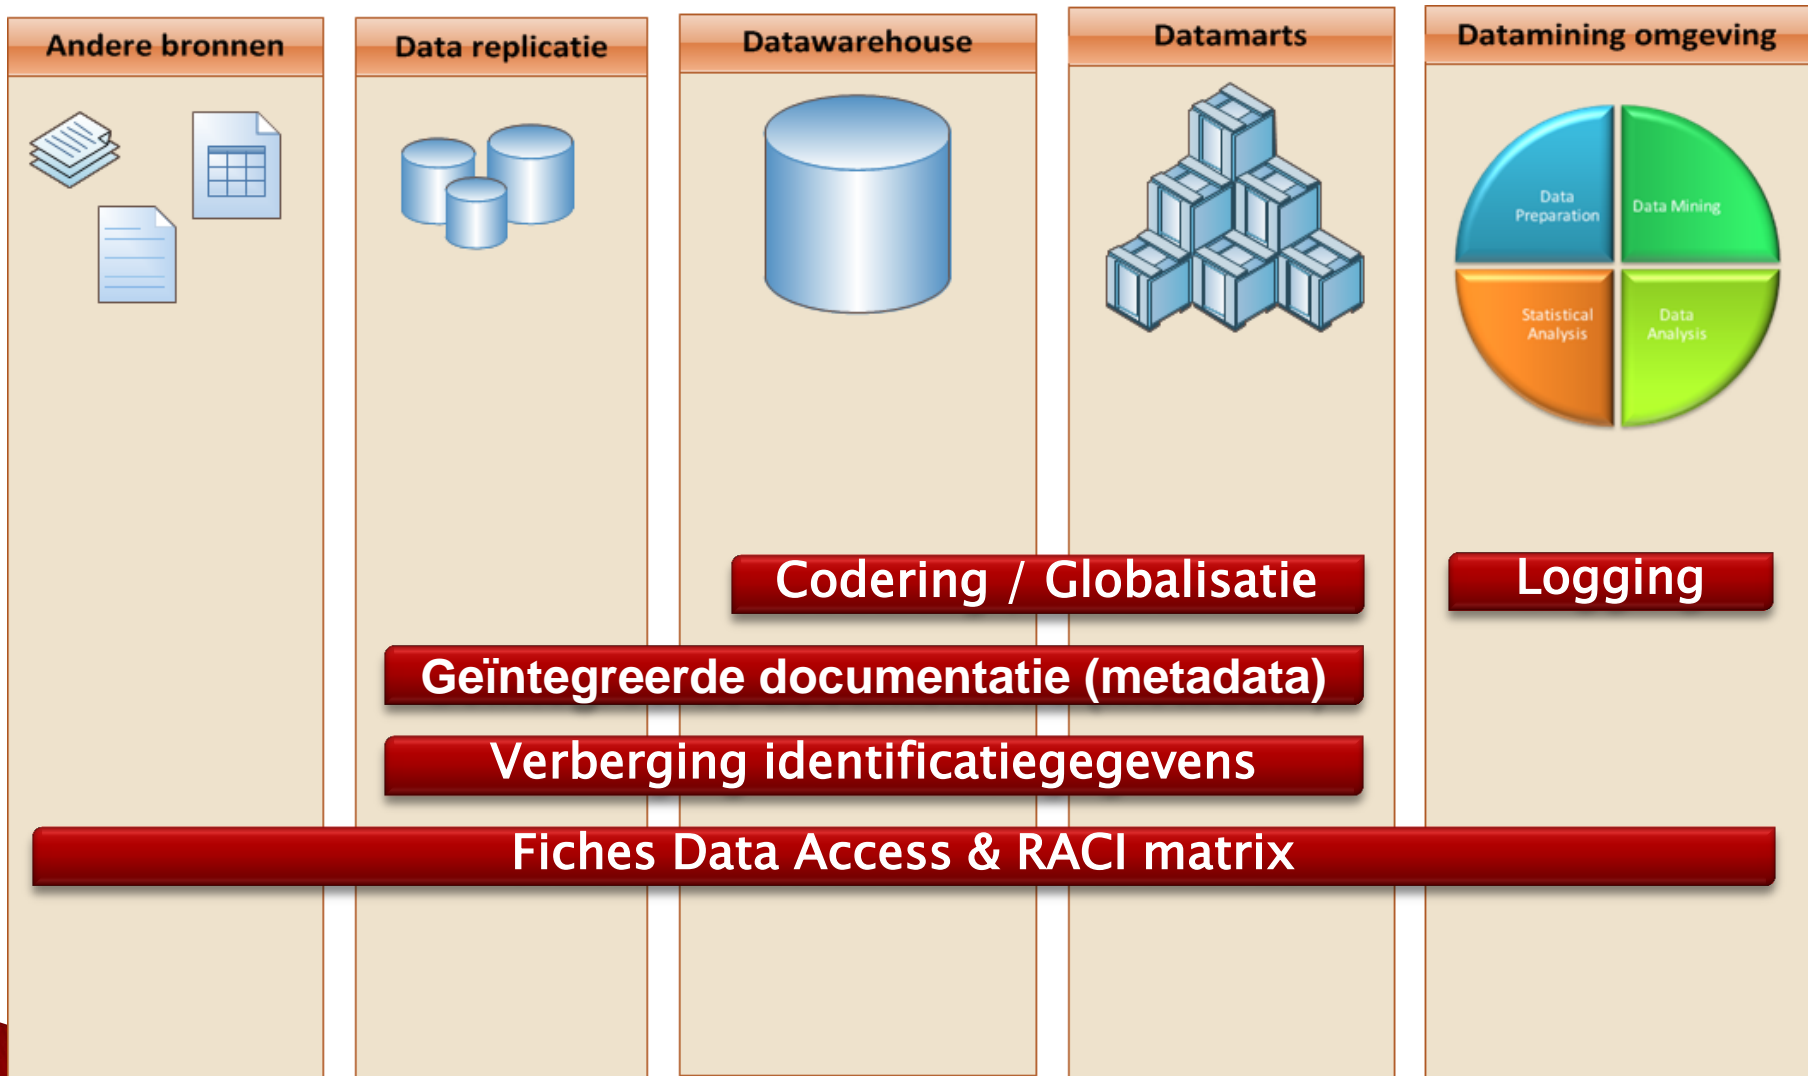 Andere bronnen
Data replicatie
Datawarehouse
Datamarts
Datamining omgeving
Data
Preparation
Data Mining
Statistical
Analysis
Data
Analysis
Codering / Globalisatie
Logging
Geïntegreerde documentatie (metadata)
Verberging identificatiegegevens
Fiches Data Access & RACI matrix